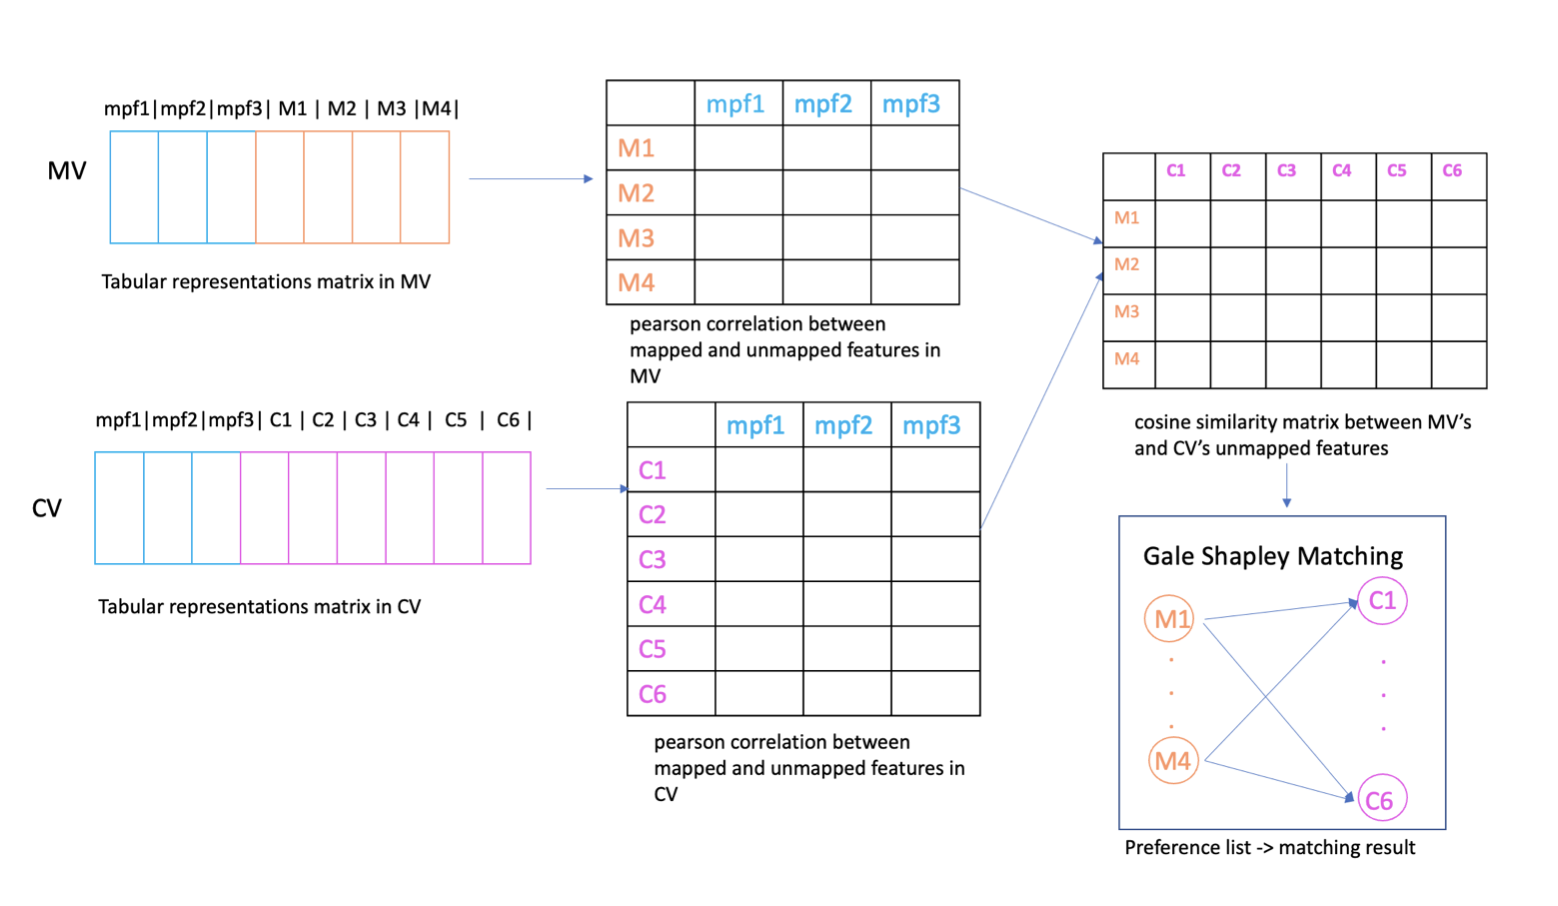 mpf1|mpf2|mpf3| M1 | M2 | M3 |M4|
MV
Tabular representations matrix in MV
mpf1 mpf2 mpf3
M1
M2
M3
M4
pearson correlation between
mapped and unmapped features in
MV
mpf1|mpf2|mpf3| C1 | C2 | C3 | C4 | C5 | C6 |
CV
Tabular representations matrix in CV
mpf1 mpf2 mpf3
C1
C2
C3
C4
C5
C6
pearson correlation between
mapped and unmapped features in
CV
C1 C2 C3 C4 C5 C6
M1
M2
M3
M4
cosine similarity matrix between MV’s
and CV’s unmapped features
Gale Shapley Matching
M1 C1
. .
. .
. .
M4 C6
Preference list -> matching result